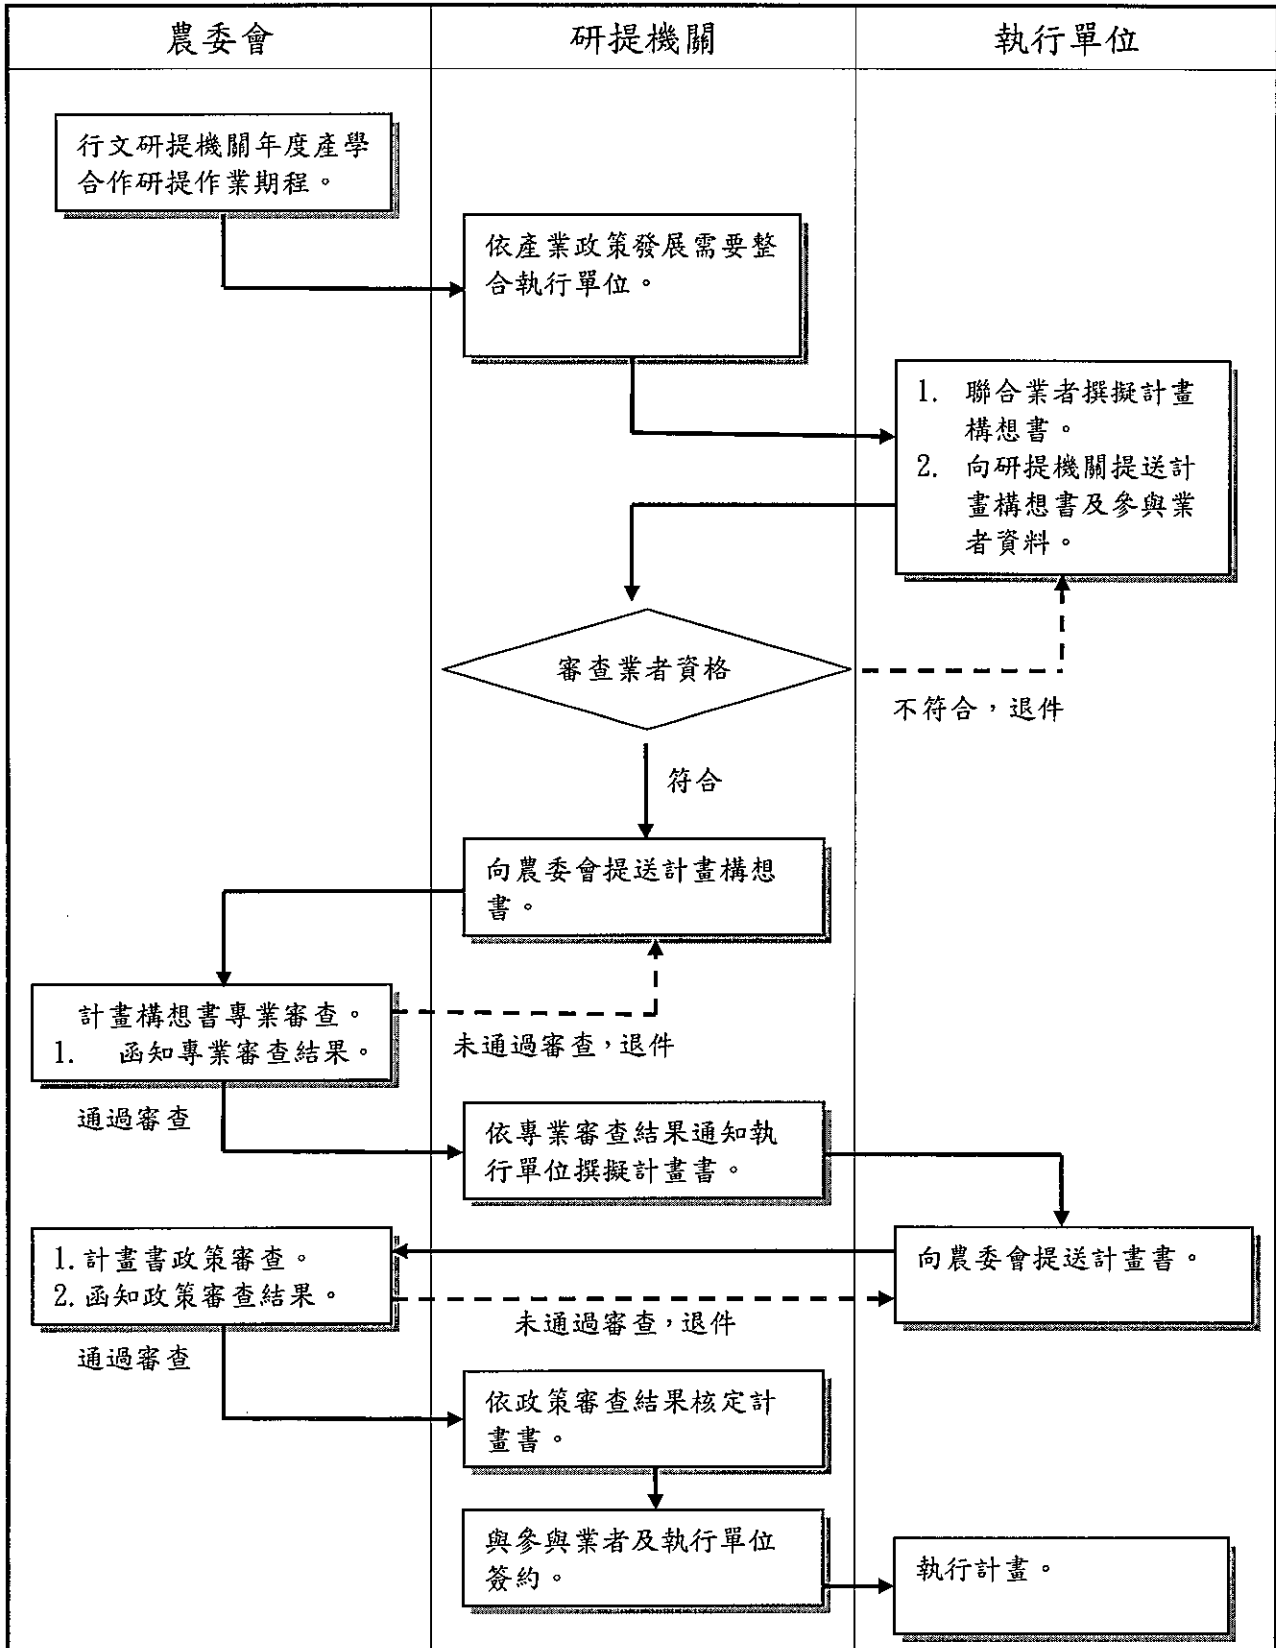 農委會
研提機關
執行單位
行文研提機關年度產學
合作研提作業期程。
依產業政策發展需要整
合執行單位。
1. 聯合業者撰擬計畫
構想書。
2. 向研提機關提送計
畫構想書及參與業
者資料。
審查業者資格
不符合，退件
符合
向農委會提送計畫構想
書。
計畫構想書專業審查。
1. 函知專業審查結果。
未通過審查，退件
通過審查
依專業審查結果通知執
行單位撰擬計畫書。
1.計畫書政策審查。
2.函知政策審查結果。
向農委會提送計畫書。
未通過審查，退件
通過審查
依政策審查結果核定計
畫書。
與參與業者及執行單位
簽約。
執行計畫。